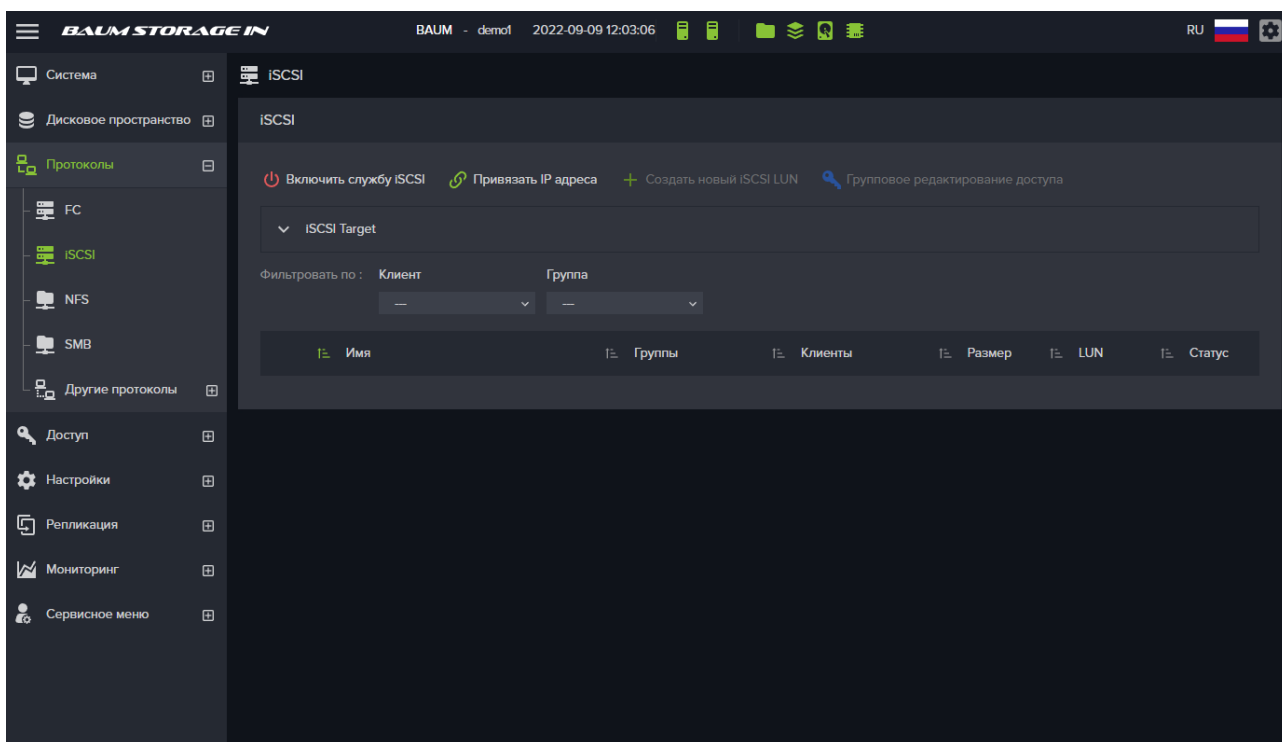 BAUM STORAGE IN
BAUM - demo1 2022-09-09 12:03:06
RU
Система
Дисковое пространство
Протоколы
FC
iSCSI
NFS
SMB
Другие протоколы
Доступ
Настройки
Репликация
Мониторинг
Сервисное меню
iSCSI
iSCSI
Включить службу iSCSI Привязать IP адреса Создать новый iSCSI LUN Групповое редактирование доступа
iSCSI Target
Фильтровать по : Клиент Группа
— —
Имя Группы Клиенты Размер LUN Статус